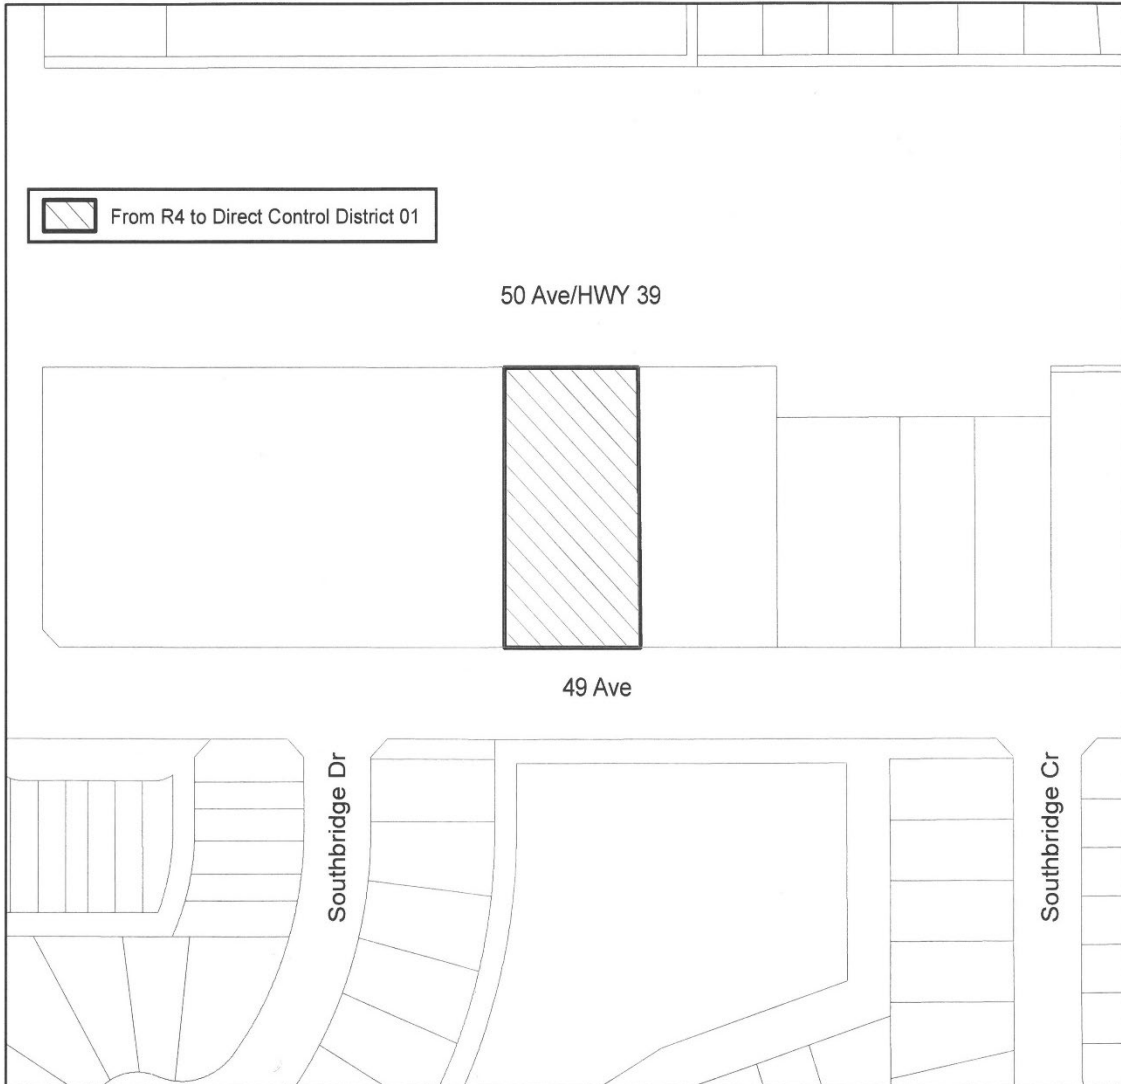 From R4 to Direct Control District 01
50 Ave/HWY 39
49 Ave
Southbridge Dr
Southbridge Cr